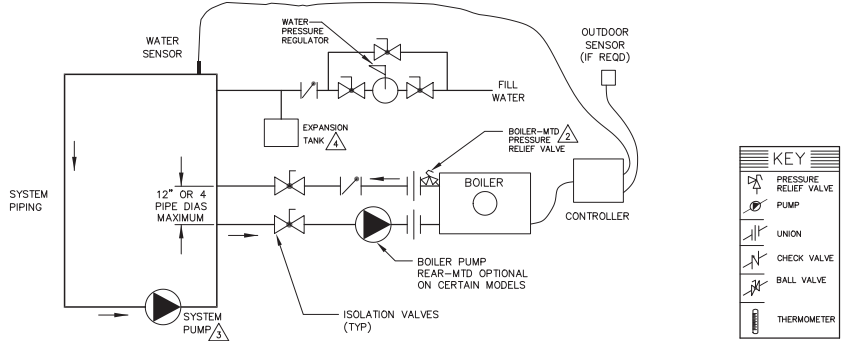 WATER
SENSOR
WATER
PRESSURE
REGULATOR
OUTDOOR
SENSOR
(IF REQD)
FILL
WATER
EXPANSION
TANK 4
BOILER-MTD
PRESSURE
RELIEF VALVE
2
SYSTEM
PIPING
12" OR 4
PIPE DIAS
MAXIMUM
BOILER
CONTROLLER
BOILER PUMP
REAR-MTD OPTIONAL
ON CERTAIN MODELS
ISOLATION VALVES
(TYP)
SYSTEM
PUMP 3
KEY
PRESSURE
RELIEF VALVE
PUMP
UNION
CHECK VALVE
BALL VALVE
THERMOMETER